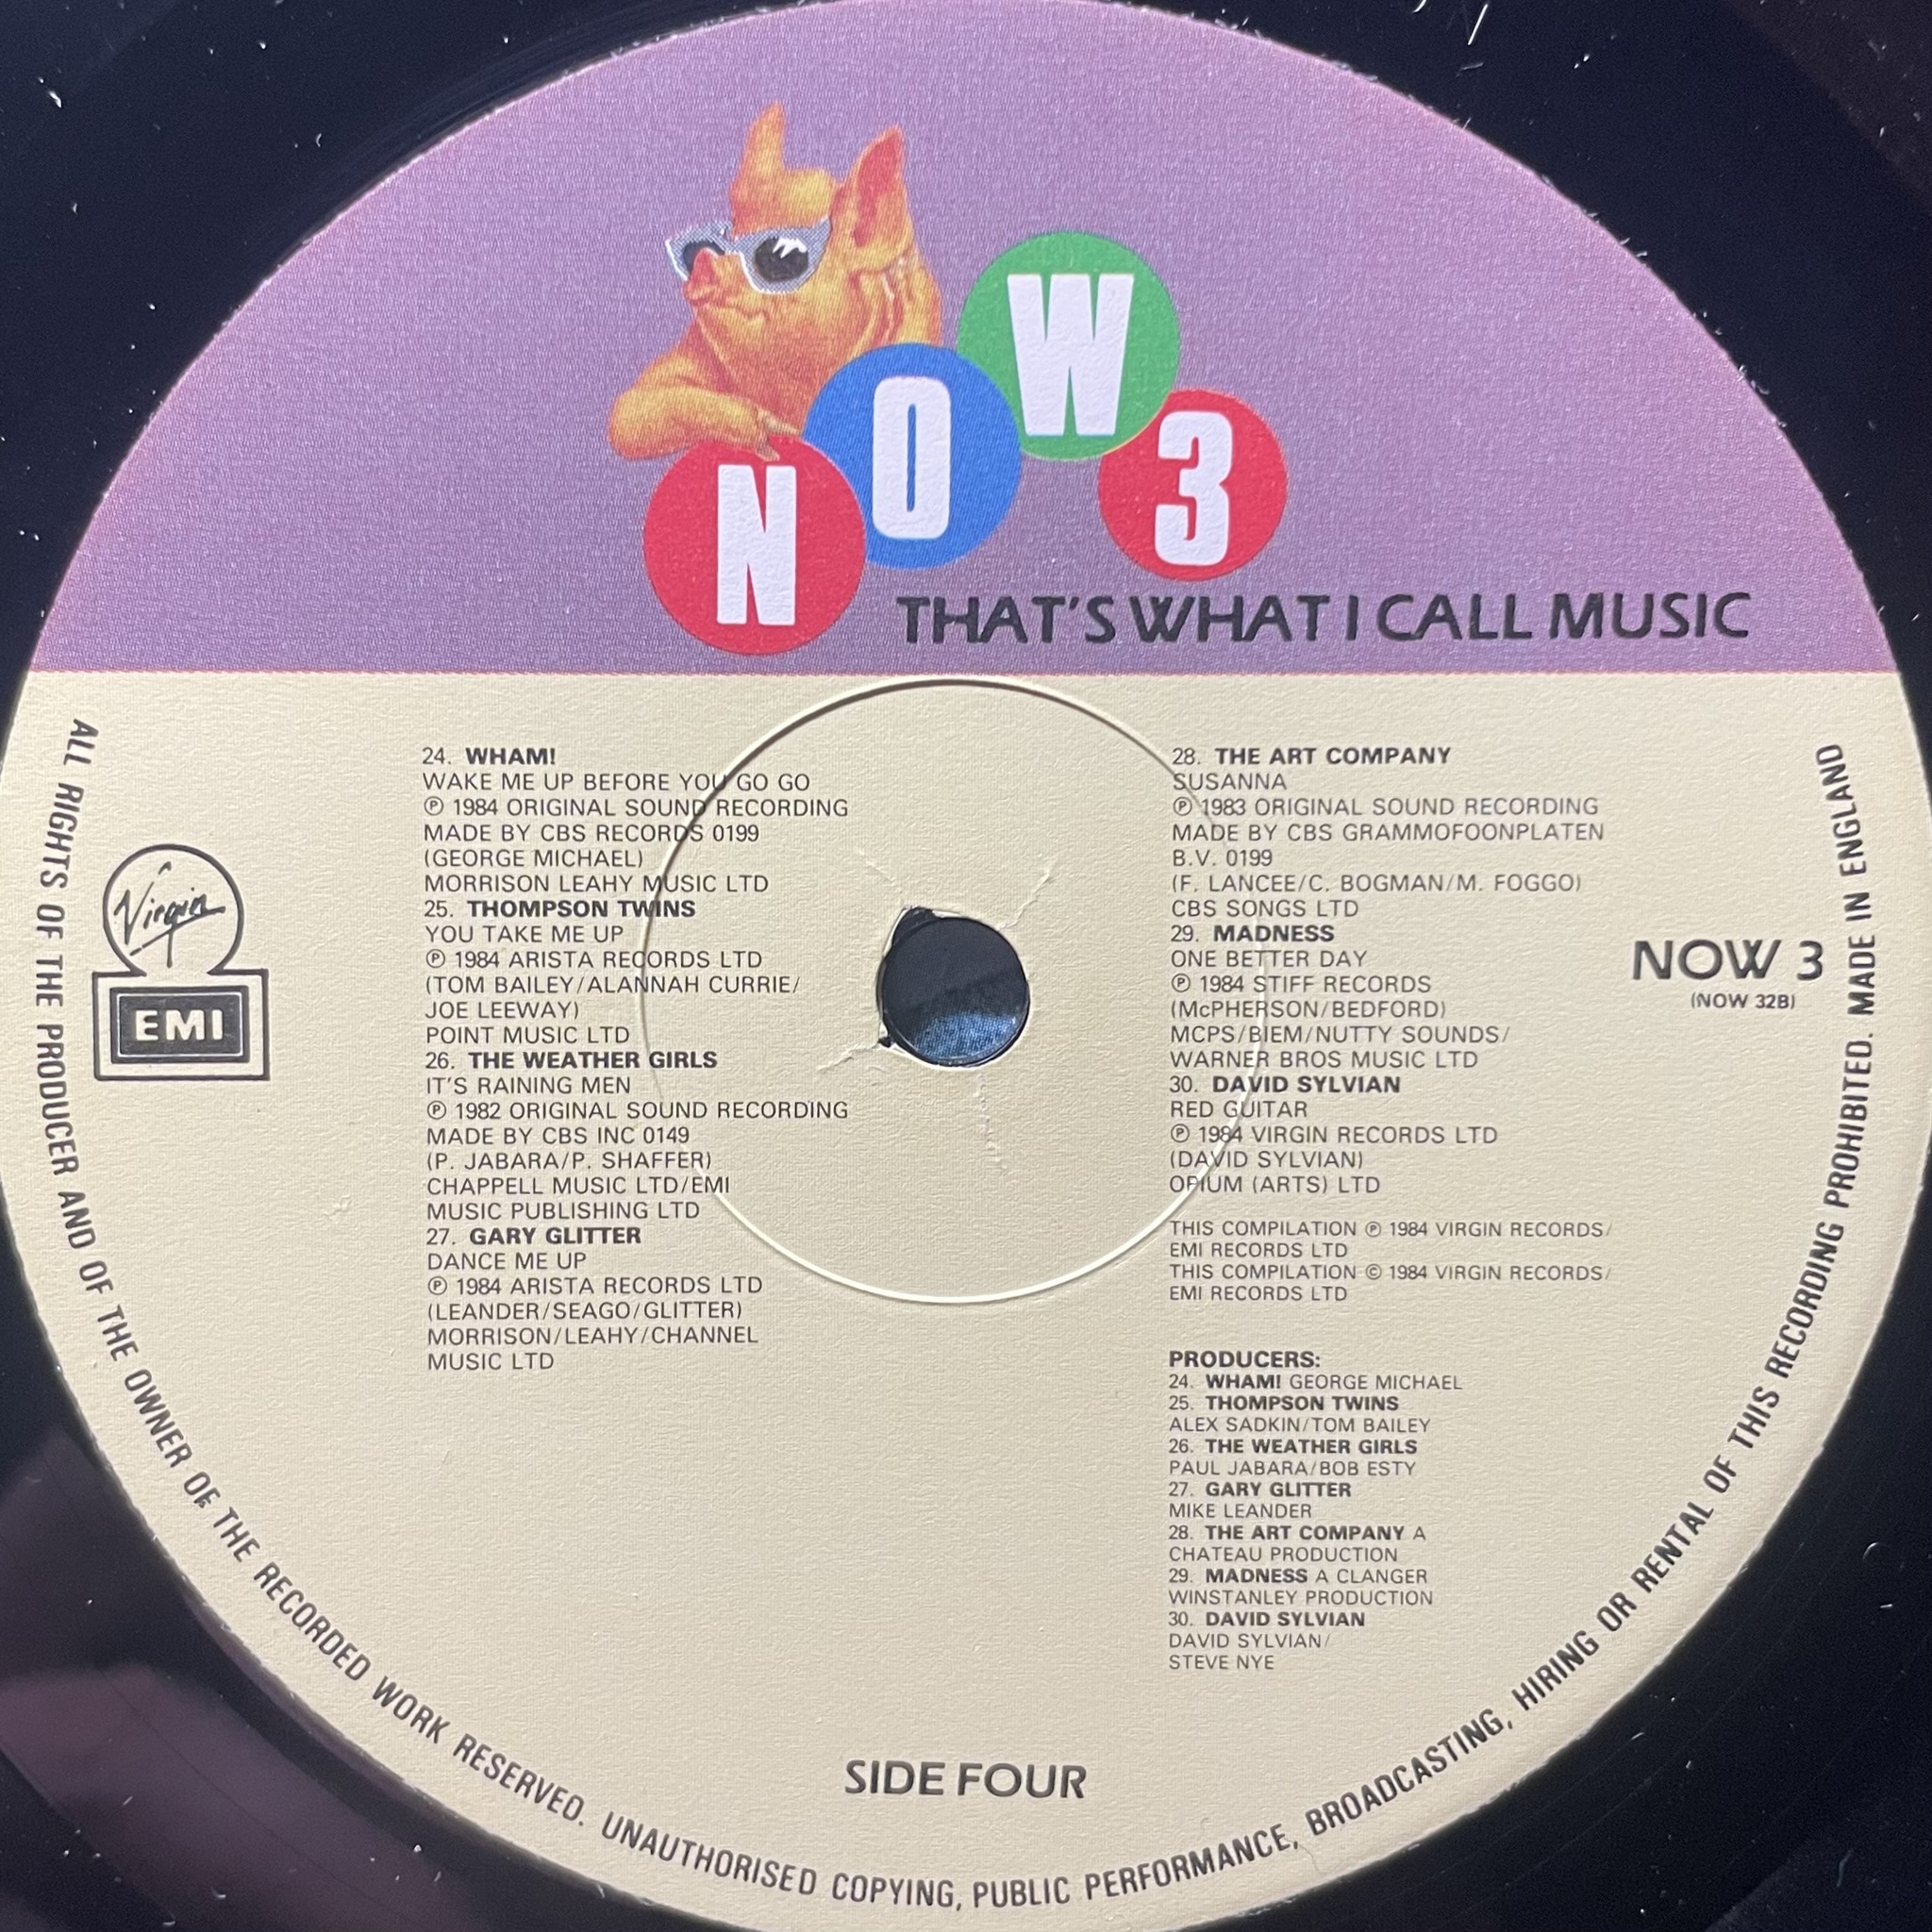 NOW 3
THAT'S WHAT I CALL MUSIC
24. WHAM!
WAKE ME UP BEFORE YOU GO GO
Ⓟ 1984 ORIGINAL SOUND RECORDING
MADE BY CBS RECORDS 0199
(GEORGE MICHAEL)
MORRISON LEAHY MUSIC LTD
25. THOMPSON TWINS
YOU TAKE ME UP
Ⓟ 1984 ARISTA RECORDS LTD
(TOM BAILEY/ALANNAH CURRIE/
JOE LEEWAY)
POINT MUSIC LTD
26. THE WEATHER GIRLS
IT'S RAINING MEN
Ⓟ 1982 ORIGINAL SOUND RECORDING
MADE BY CBS INC 0149
(P. JABARA/P. SHAFFER)
CHAPPELL MUSIC LTD/EMI
MUSIC PUBLISHING LTD
27. GARY GLITTER
DANCE ME UP
Ⓟ 1984 ARISTA RECORDS LTD
(LEANDER/SEAGO/GLITTER)
MORRISON/LEAHY/CHANNEL
MUSIC LTD
28. THE ART COMPANY
SUSANNA
Ⓟ 1983 ORIGINAL SOUND RECORDING
MADE BY CBS GRAMMOFOONPLATEN
B.V. 0199
(F. LANCEE/C. BOGMAN/M. FOGGO)
CBS SONGS LTD
29. MADNESS
ONE BETTER DAY
Ⓟ 1984 STIFF RECORDS
(McPHERSON/BEDFORD)
MCPS/BIEM/NUTTY SOUNDS/
WARNER BROS MUSIC LTD
30. DAVID SYLVIAN
RED GUITAR
Ⓟ 1984 VIRGIN RECORDS LTD
(DAVID SYLVIAN)
OPIUM (ARTS) LTD
THIS COMPILATION Ⓟ 1984 VIRGIN RECORDS/
EMI RECORDS LTD
THIS COMPILATION © 1984 VIRGIN RECORDS/
EMI RECORDS LTD
PRODUCERS:
24. WHAM! GEORGE MICHAEL
25. THOMPSON TWINS
ALEX SADKIN/TOM BAILEY
26. THE WEATHER GIRLS
PAUL JABARA/BOB ESTY
27. GARY GLITTER
MIKE LEANDER
28. THE ART COMPANY A
CHATEAU PRODUCTION
29. MADNESS A CLANGER
WINSTANLEY PRODUCTION
30. DAVID SYLVIAN
DAVID SYLVIAN/
STEVE NYE
Virgin
EMI
NOW 3
(NOW 32B)
SIDE FOUR
ALL RIGHTS OF THE PRODUCER AND OF THE OWNER OF THE RECORDED WORK RESERVED. UNAUTHORISED COPYING, PUBLIC PERFORMANCE, BROADCASTING, HIRING OR RENTAL OF THIS RECORDING PROHIBITED. MADE IN ENGLAND